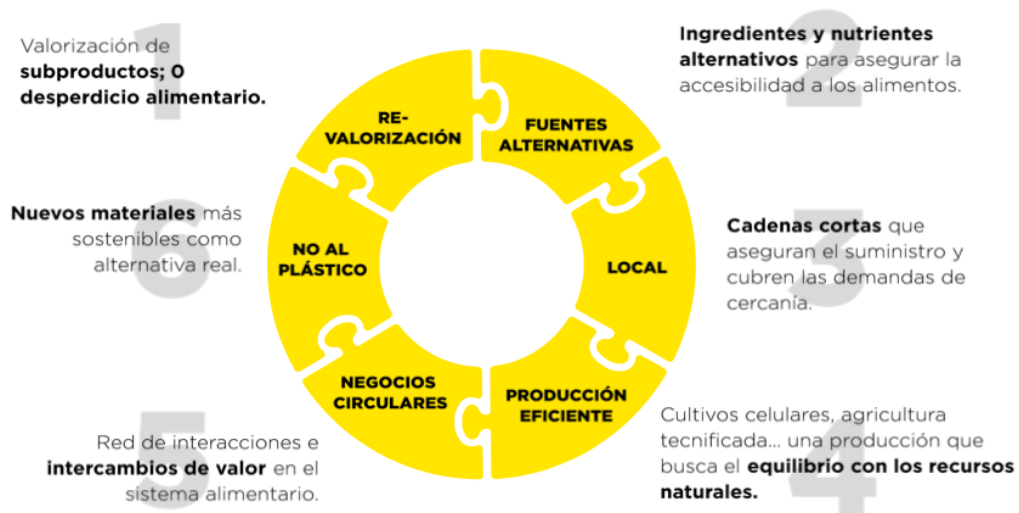 1
Valorización de
subproductos; 0
desperdicio alimentario.
RE-
VALORIZACIÓN
2
Ingredientes y nutrientes
alternativos para asegurar la
accesibilidad a los alimentos.
FUENTES
ALTERNATIVAS
3
Cadenas cortas que
aseguran el suministro y
cubren las demandas de
cercanía.
LOCAL
4
Cultivos celulares, agricultura
tecnificada... una producción que
busca el equilibrio con los recursos
naturales.
PRODUCCIÓN
EFICIENTE
5
Red de interacciones e
intercambios de valor en el
sistema alimentario.
NEGOCIOS
CIRCULARES
6
Nuevos materiales más
sostenibles como
alternativa real.
NO AL
PLÁSTICO